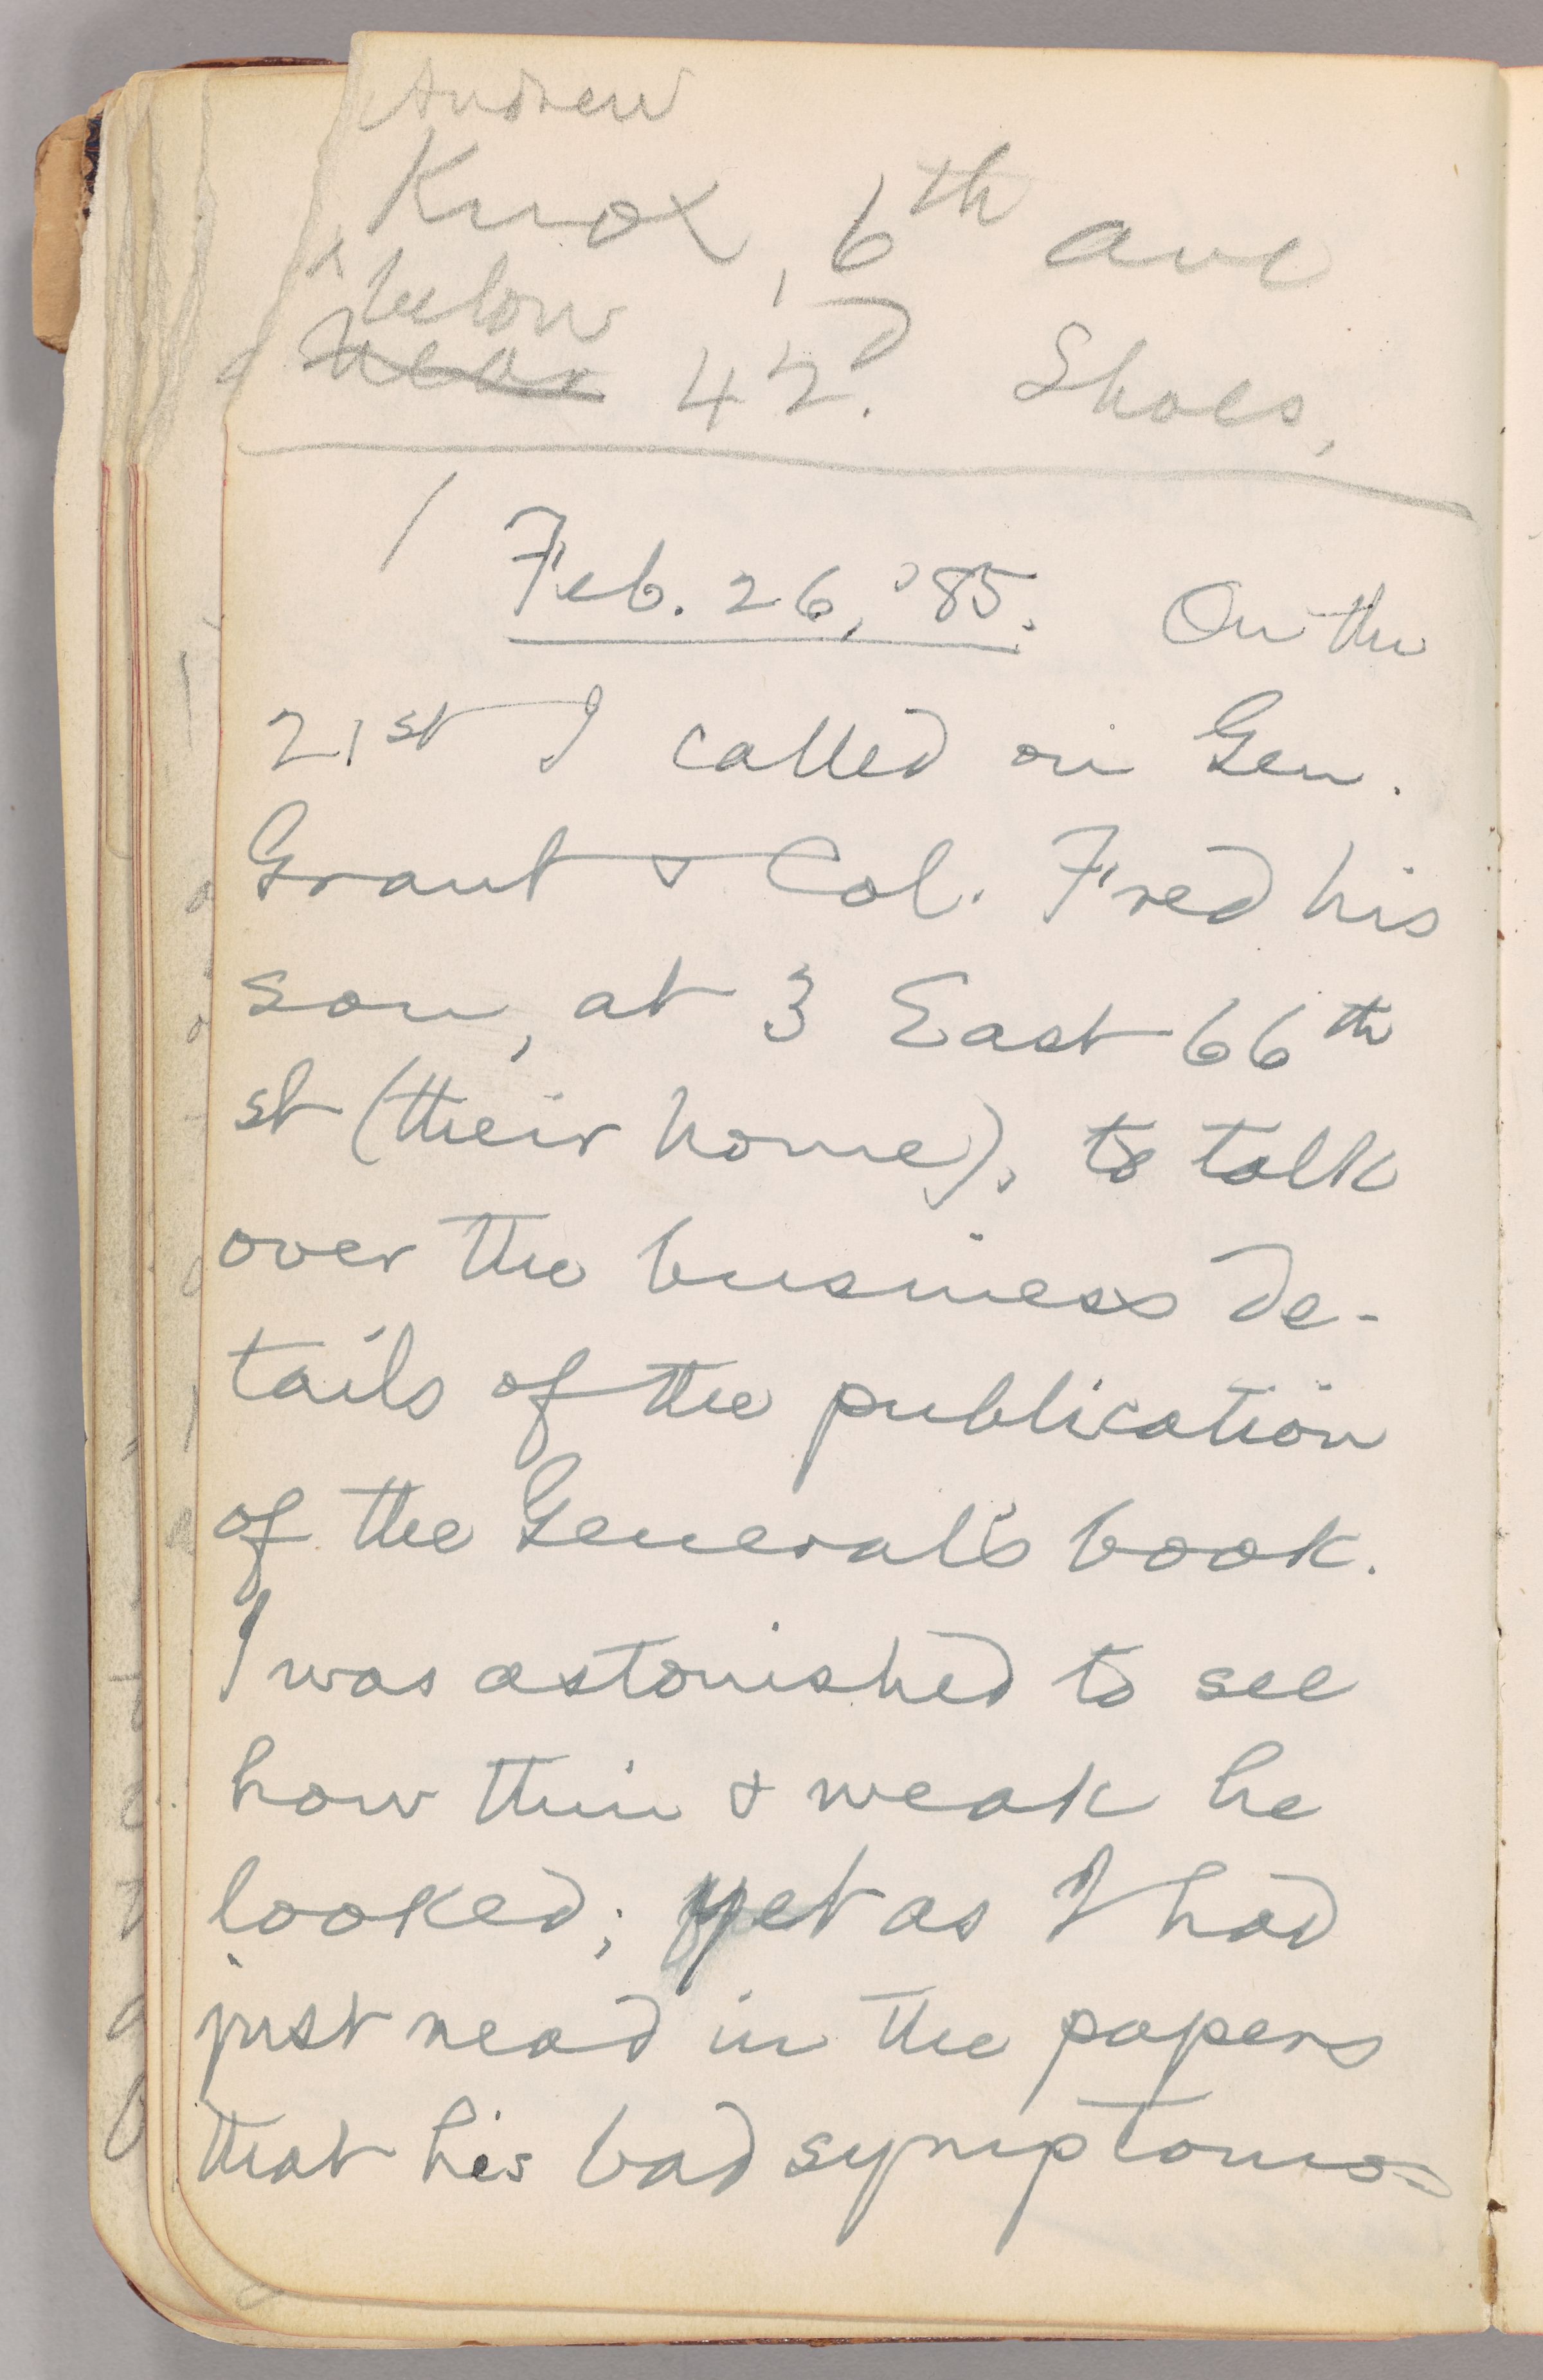 Andrew
Knox, 6th ave
below
near 42d. Shoes.
/ Feb. 26, '85. On the
21st I called on Gen.
Grant & Col. Fred his
son, at 3 East 66th
st (their home), to talk
over the business de-
tails of the publication
of the General's book.
I was astonished to see
how thin & weak he
looked; yet as I had
just read in the papers
that his bad symptoms